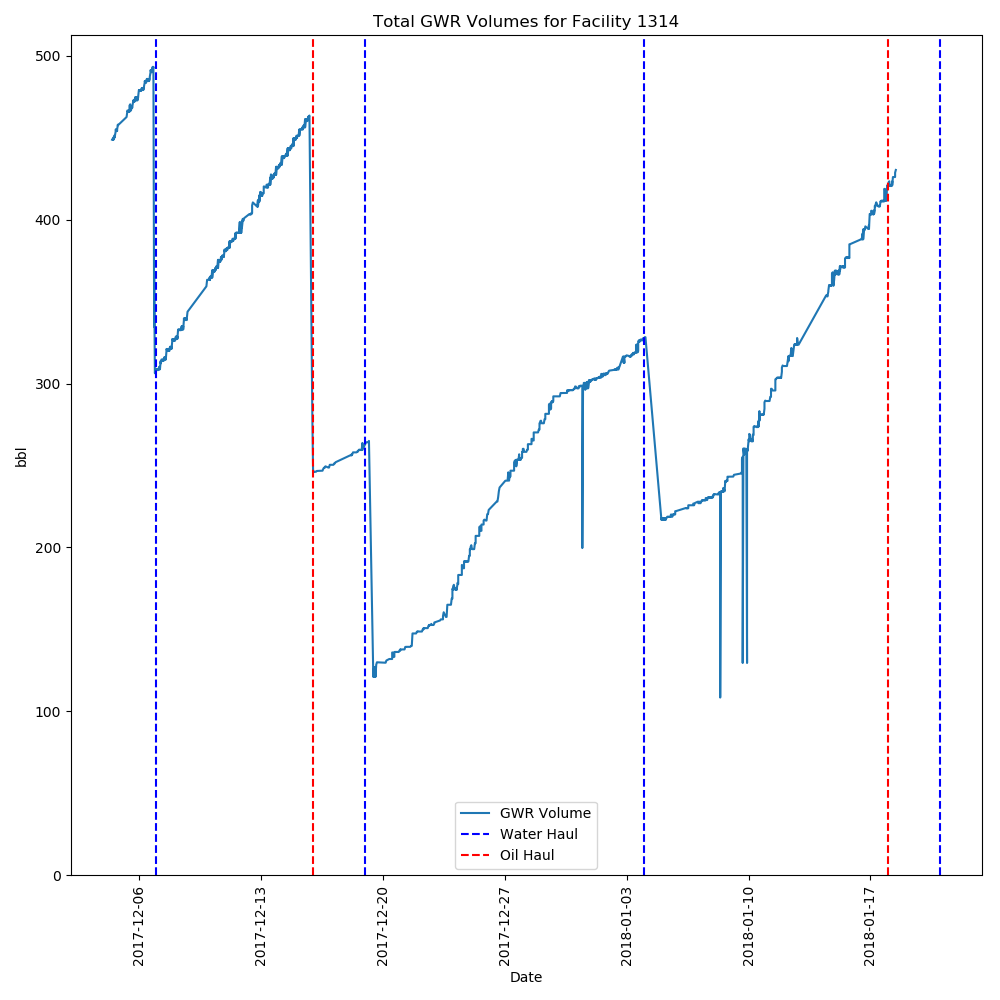 Total GWR Volumes for Facility 1314
bbl
500
400
300
200
100
0
GWR Volume
Water Haul
Oil Haul
2017-12-06
2017-12-13
2017-12-20
2017-12-27
2018-01-03
2018-01-10
2018-01-17
Date